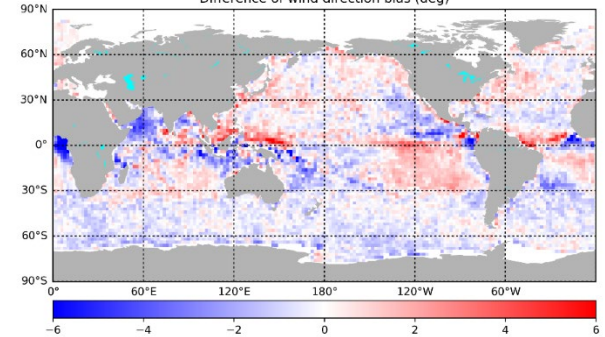 Difference of wind direction bias (deg)
90°N
60°N
30°N
0°
30°S
60°S
90°S
0° 60°E 120°E 180° 120°W 60°W
−6 −4 −2 0 2 4 6